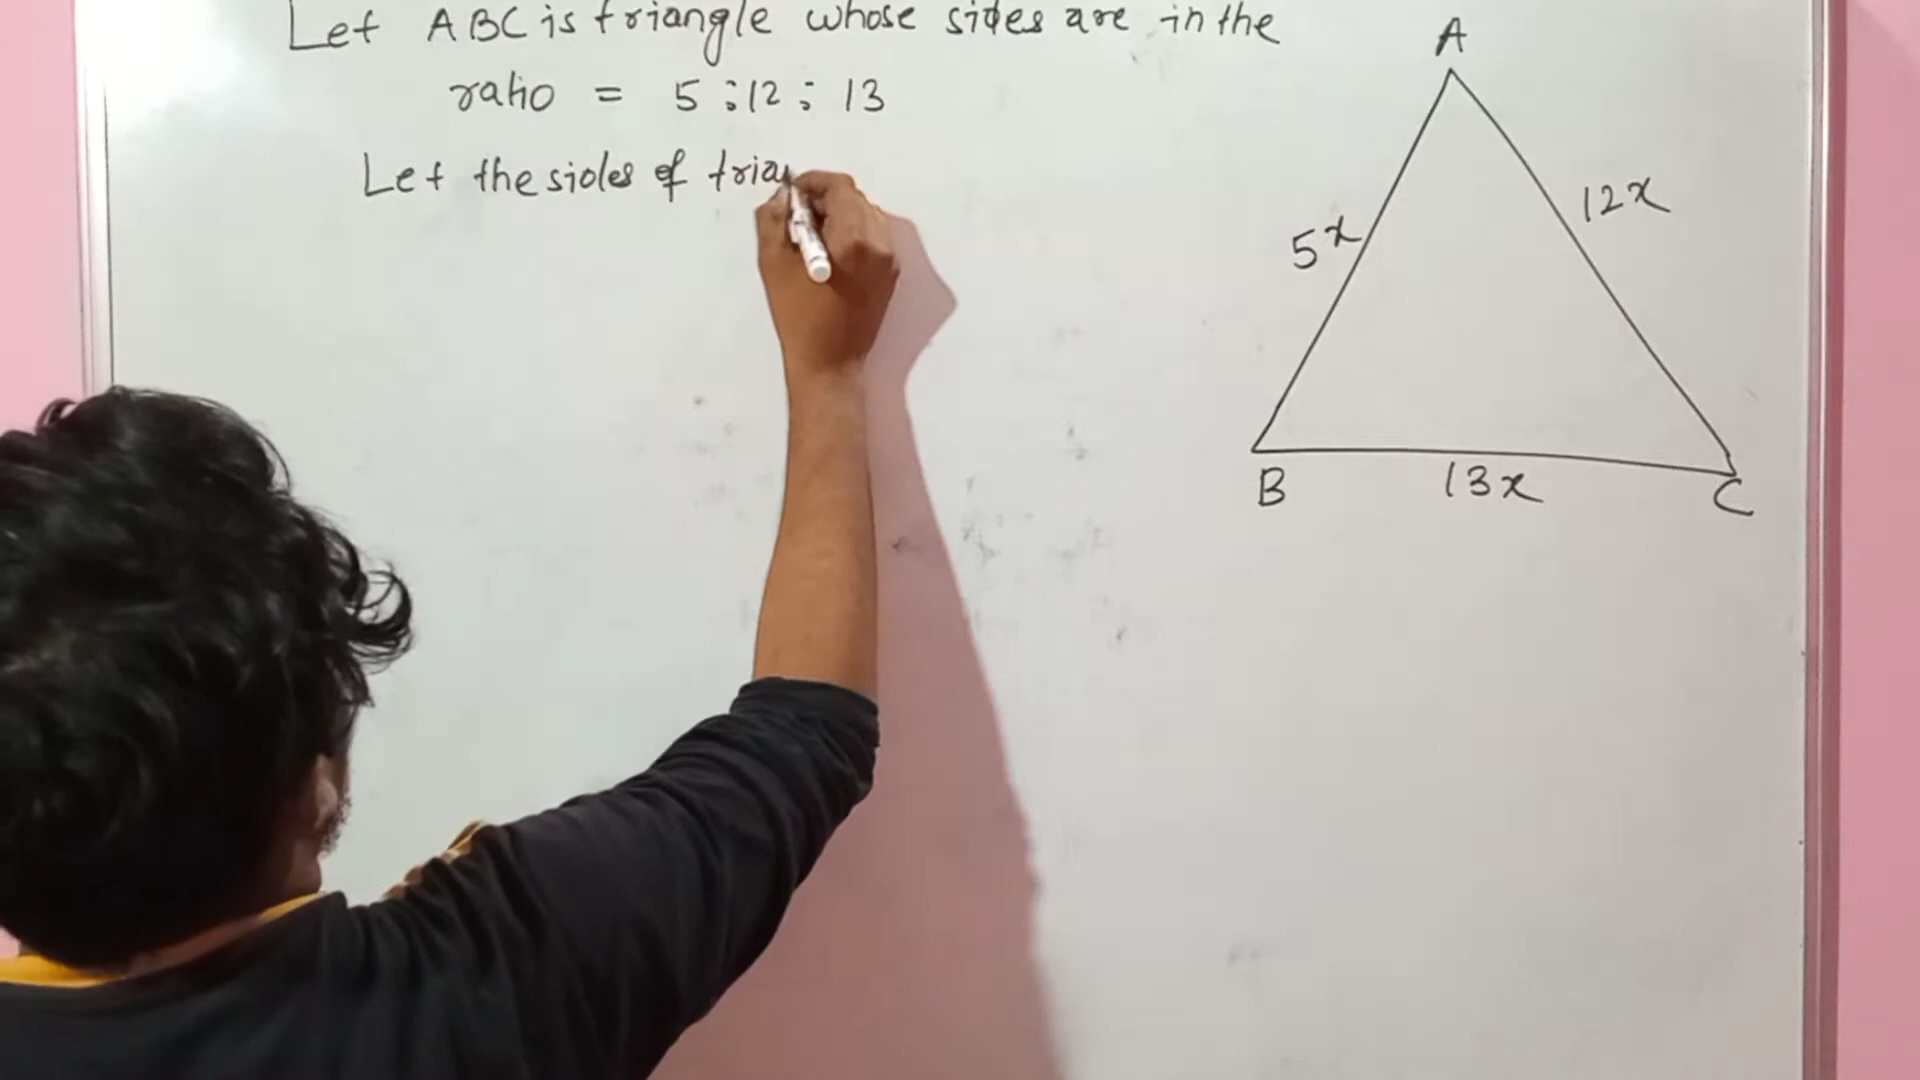 Let ABC is triangle whose sides are in the
ratio = 5 : 12 : 13
Let the sides of trian
A
5x
12x
B
13x
C